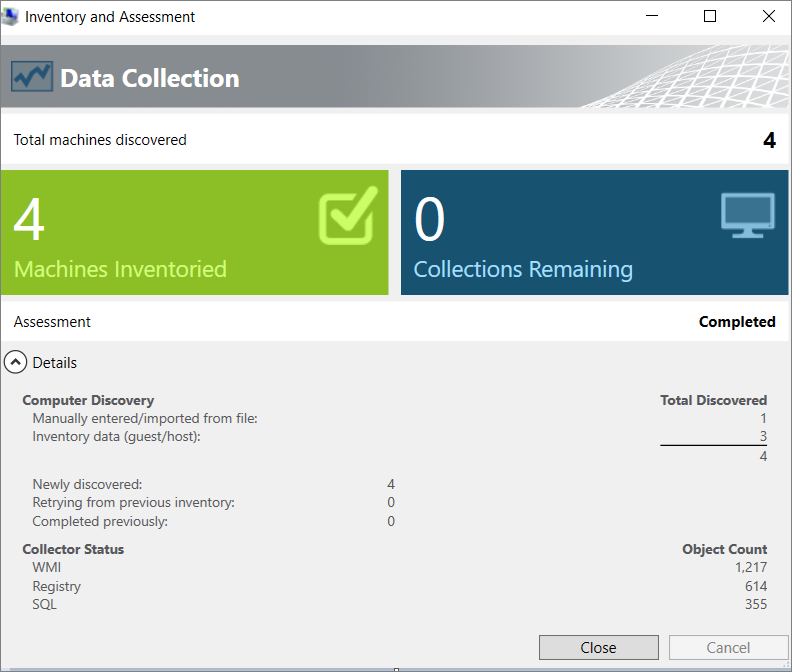 Inventory and Assessment
Data Collection
Total machines discovered 4
4
Machines Inventoried
0
Collections Remaining
Assessment Completed
Details
Computer Discovery Total Discovered
Manually entered/imported from file: 1
Inventory data (guest/host): 3
4
Newly discovered: 4
Retrying from previous inventory: 0
Completed previously: 0
Collector Status Object Count
WMI 1,217
Registry 614
SQL 355
Close Cancel